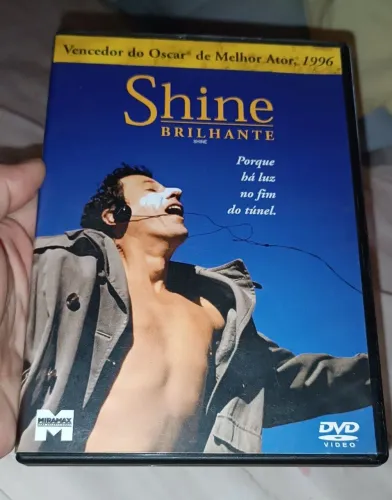 Vencedor do Oscar® de Melhor Ator, 1996
Shine
BRILHANTE
SHINE
Porque
há luz
no fim
do túnel.
M
MIRAMAX
DVD
VIDEO